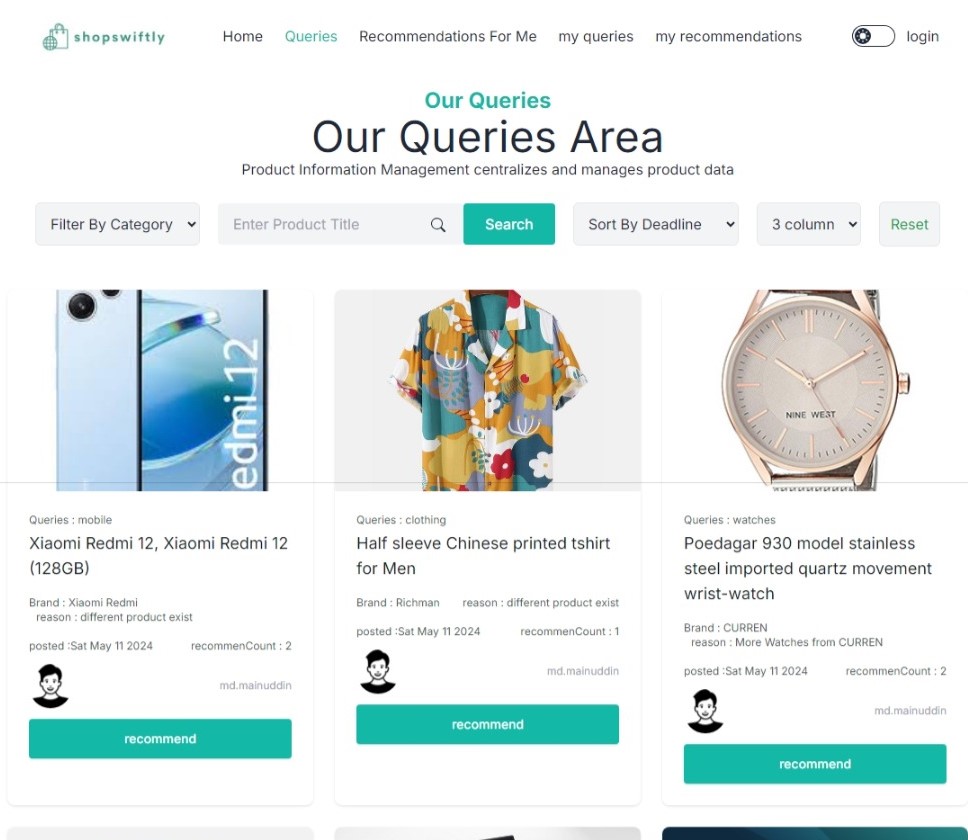 shopswiftly
Home Queries Recommendations For Me my queries my recommendations login
Our Queries
Our Queries Area
Product Information Management centralizes and manages product data
Filter By Category Enter Product Title Search Sort By Deadline 3 column Reset
edmi 12
NINE WEST
Queries : mobile
Xiaomi Redmi 12, Xiaomi Redmi 12
(128GB)
Brand : Xiaomi Redmi
reason : different product exist
posted :Sat May 11 2024 recommenCount : 2
md.mainuddin
recommend
Queries : clothing
Half sleeve Chinese printed tshirt
for Men
Brand : Richman reason : different product exist
posted :Sat May 11 2024 recommenCount : 1
md.mainuddin
recommend
Queries : watches
Poedagar 930 model stainless
steel imported quartz movement
wrist-watch
Brand : CURREN
reason : More Watches from CURREN
posted :Sat May 11 2024 recommenCount : 2
md.mainuddin
recommend